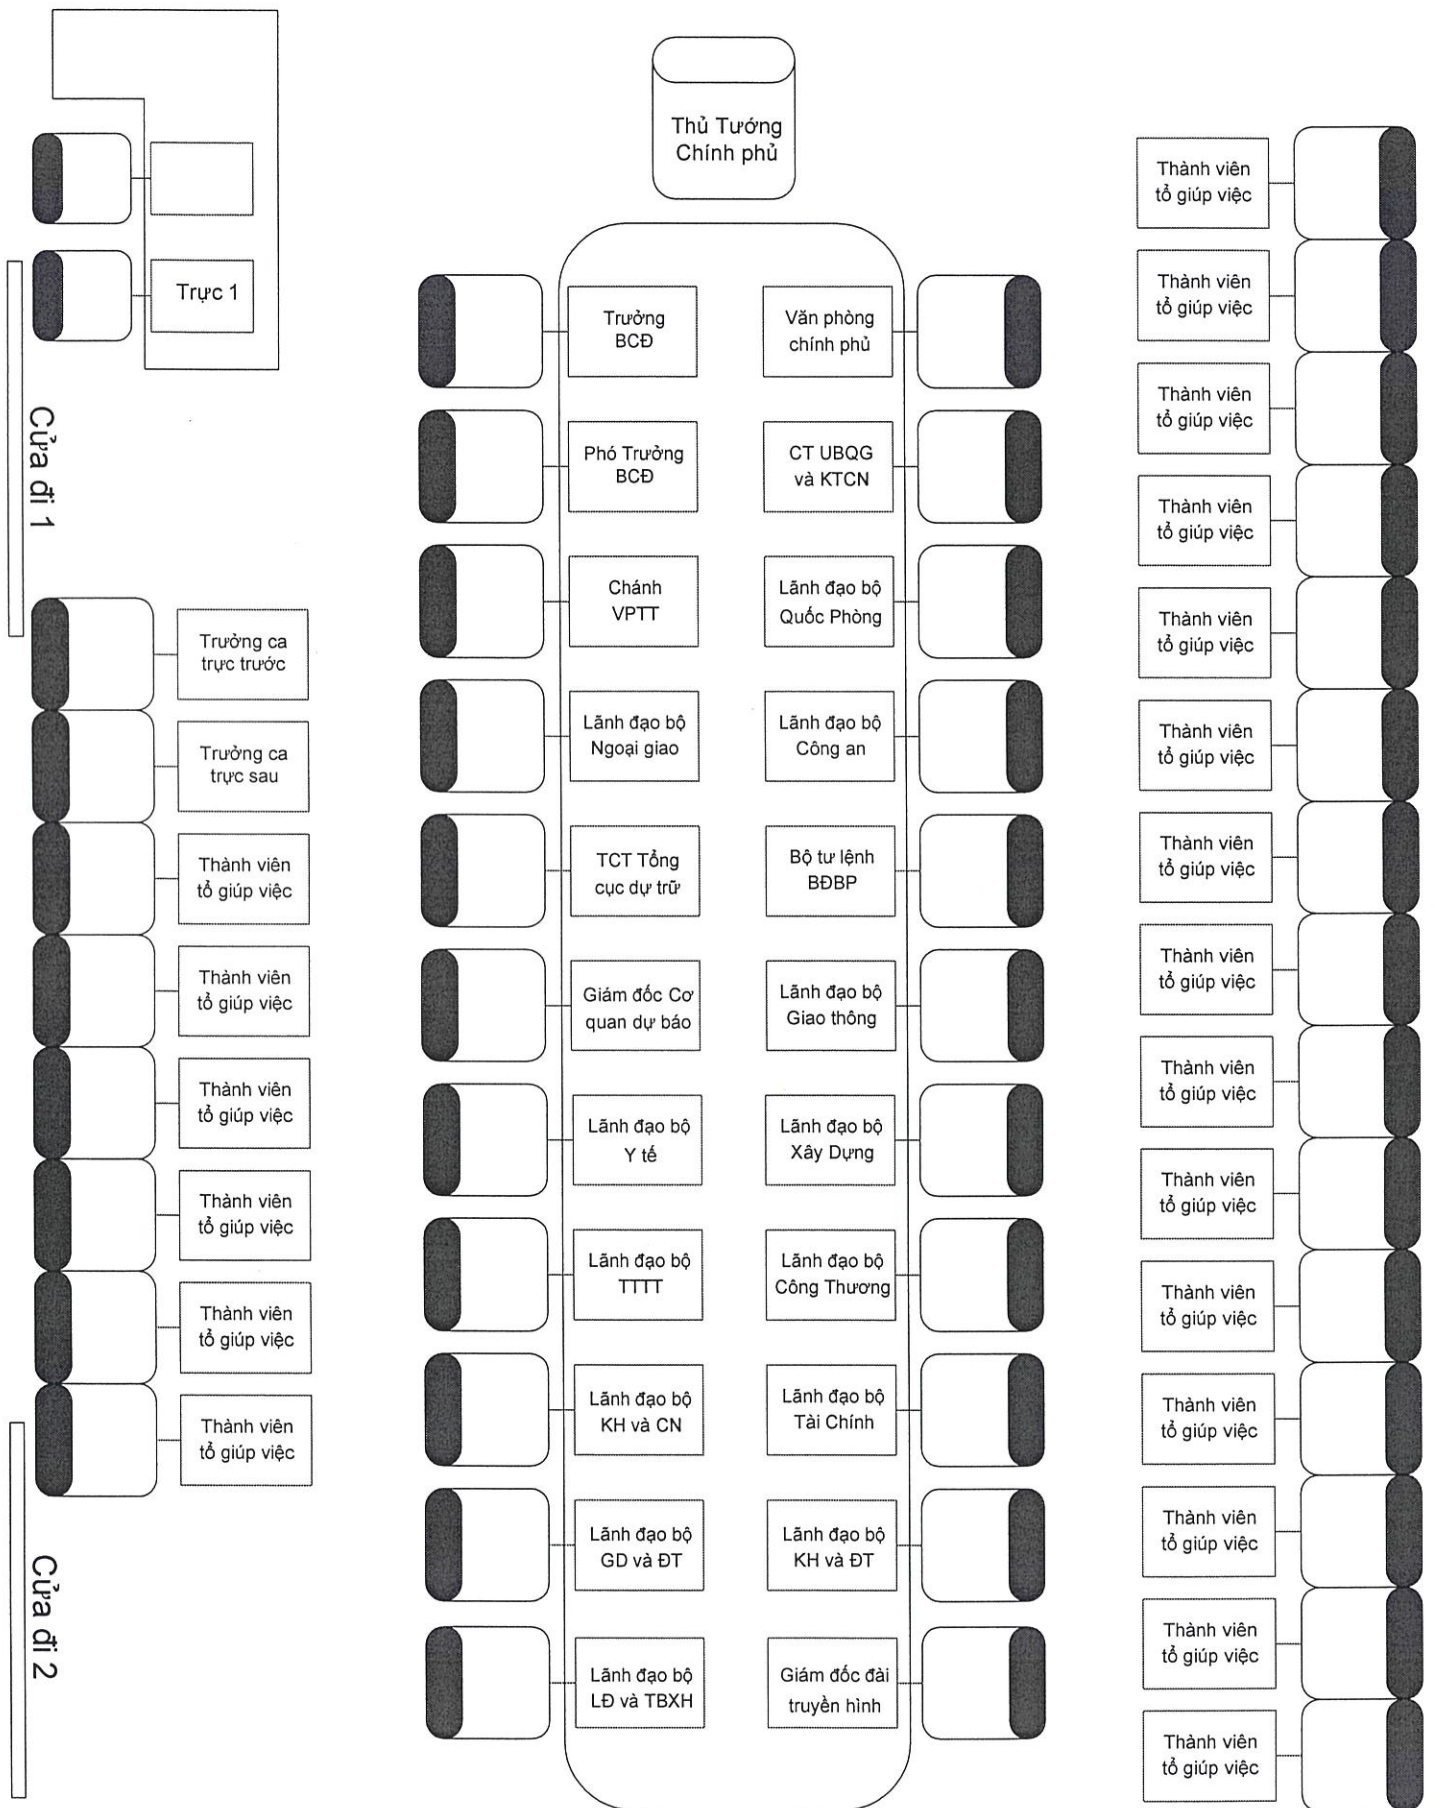 Thủ Tướng
Chính phủ
Trực 1
Cửa đi 1
Trưởng ca
trực trước
Trưởng ca
trực sau
Thành viên
tổ giúp việc
Thành viên
tổ giúp việc
Thành viên
tổ giúp việc
Thành viên
tổ giúp việc
Thành viên
tổ giúp việc
Thành viên
tổ giúp việc
Cửa đi 2
Trưởng
BCĐ
Phó Trưởng
BCĐ
Chánh
VPTT
Lãnh đạo bộ
Ngoại giao
TCT Tổng
cục dự trữ
Giám đốc Cơ
quan dự báo
Lãnh đạo bộ
Y tế
Lãnh đạo bộ
TTTT
Lãnh đạo bộ
KH và CN
Lãnh đạo bộ
GD và ĐT
Lãnh đạo bộ
LĐ và TBXH
Văn phòng
chính phủ
CT UBQG
và KTCN
Lãnh đạo bộ
Quốc Phòng
Lãnh đạo bộ
Công an
Bộ tư lệnh
BĐBP
Lãnh đạo bộ
Giao thông
Lãnh đạo bộ
Xây Dựng
Lãnh đạo bộ
Công Thương
Lãnh đạo bộ
Tài Chính
Lãnh đạo bộ
KH và ĐT
Giám đốc đài
truyền hình
Thành viên
tổ giúp việc
Thành viên
tổ giúp việc
Thành viên
tổ giúp việc
Thành viên
tổ giúp việc
Thành viên
tổ giúp việc
Thành viên
tổ giúp việc
Thành viên
tổ giúp việc
Thành viên
tổ giúp việc
Thành viên
tổ giúp việc
Thành viên
tổ giúp việc
Thành viên
tổ giúp việc
Thành viên
tổ giúp việc
Thành viên
tổ giúp việc
Thành viên
tổ giúp việc
Thành viên
tổ giúp việc